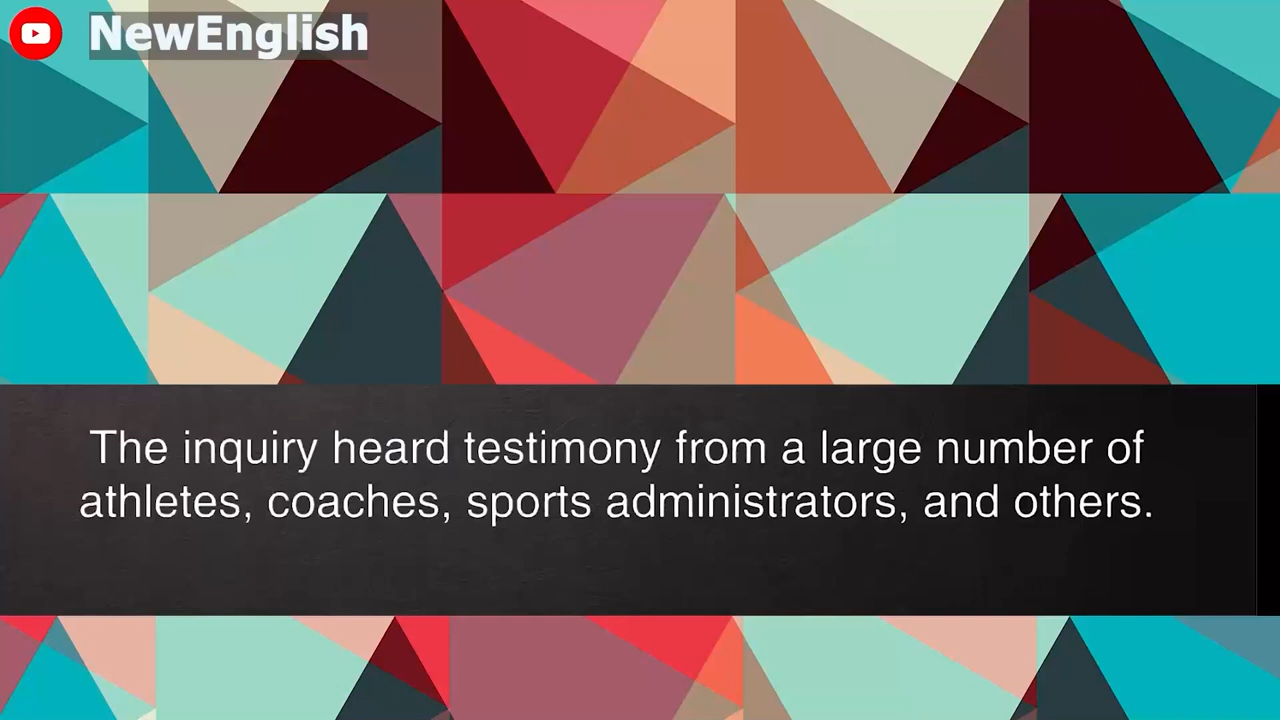 NewEnglish
The inquiry heard testimony from a large number of
athletes, coaches, sports administrators, and others.